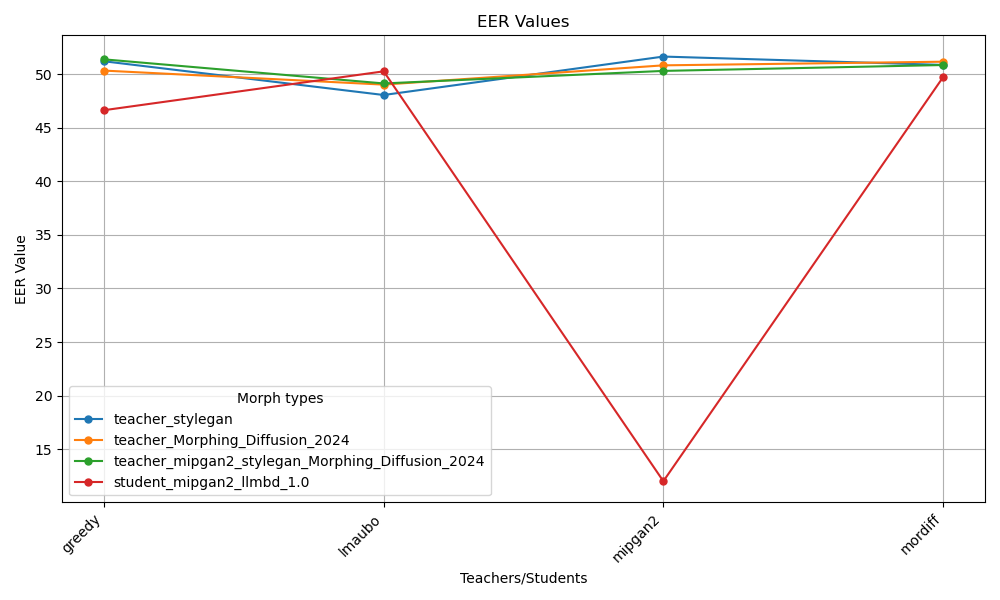 EER Values
EER Value
50
45
40
35
30
25
20
15
Morph types
teacher_stylegan
teacher_Morphing_Diffusion_2024
teacher_mipgan2_stylegan_Morphing_Diffusion_2024
student_mipgan2_llmbd_1.0
greedy
lmaubo
mipgan2
mordiff
Teachers/Students